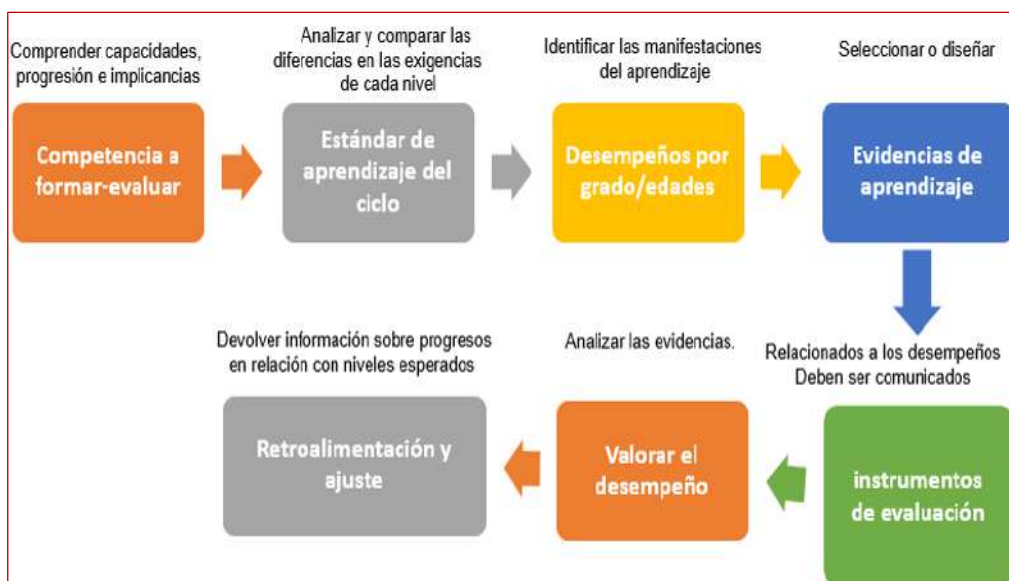 Comprender capacidades,
progresión e implicancias
Competencia a
formar-evaluar
Analizar y comparar las
diferencias en las exigencias
de cada nivel
Estándar de
aprendizaje del
ciclo
Identificar las manifestaciones
del aprendizaje
Desempeños por
grado/edades
Seleccionar o diseñar
Evidencias de
aprendizaje
Relacionados a los desempeños
Deben ser comunicados
instrumentos
de evaluación
Analizar las evidencias.
Valorar el
desempeño
Devolver información sobre progresos
en relación con niveles esperados
Retroalimentación y
ajuste